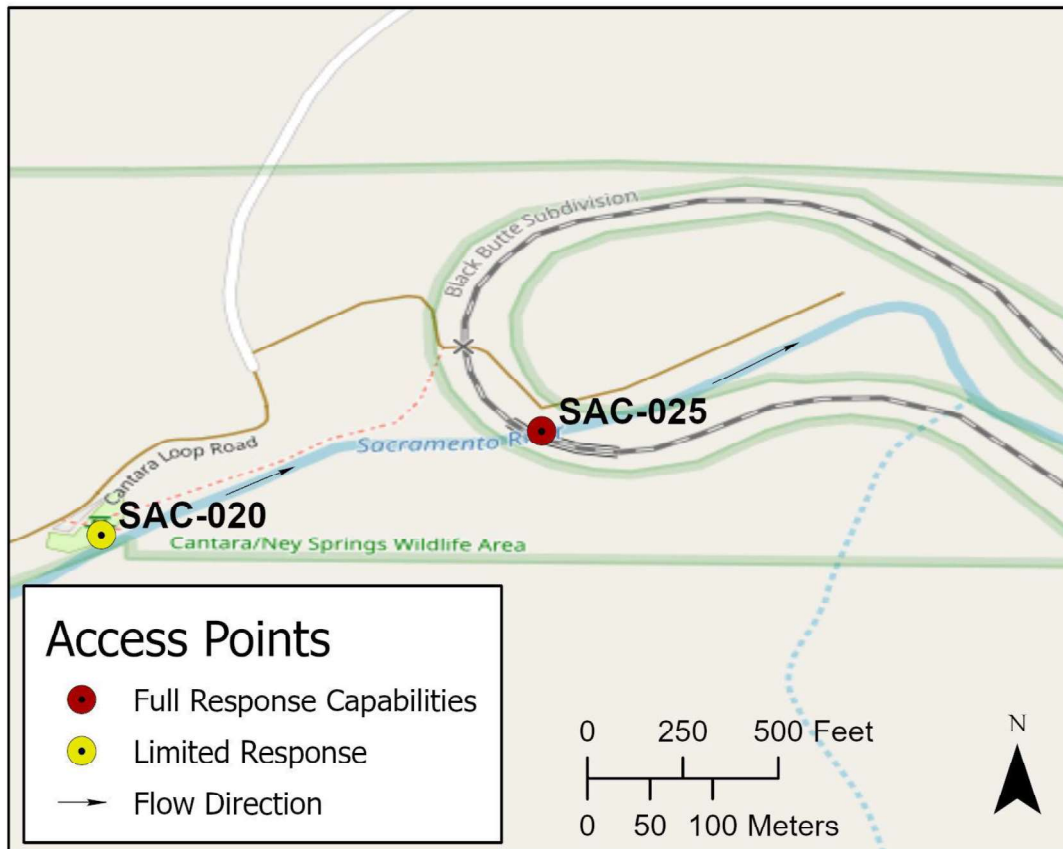 Black Butte Subdivision
SAC-025
Sacramento River
Cantara Loop Road
SAC-020
Cantara/Ney Springs Wildlife Area
Access Points
Full Response Capabilities
Limited Response
Flow Direction
0 250 500 Feet
0 50 100 Meters
N